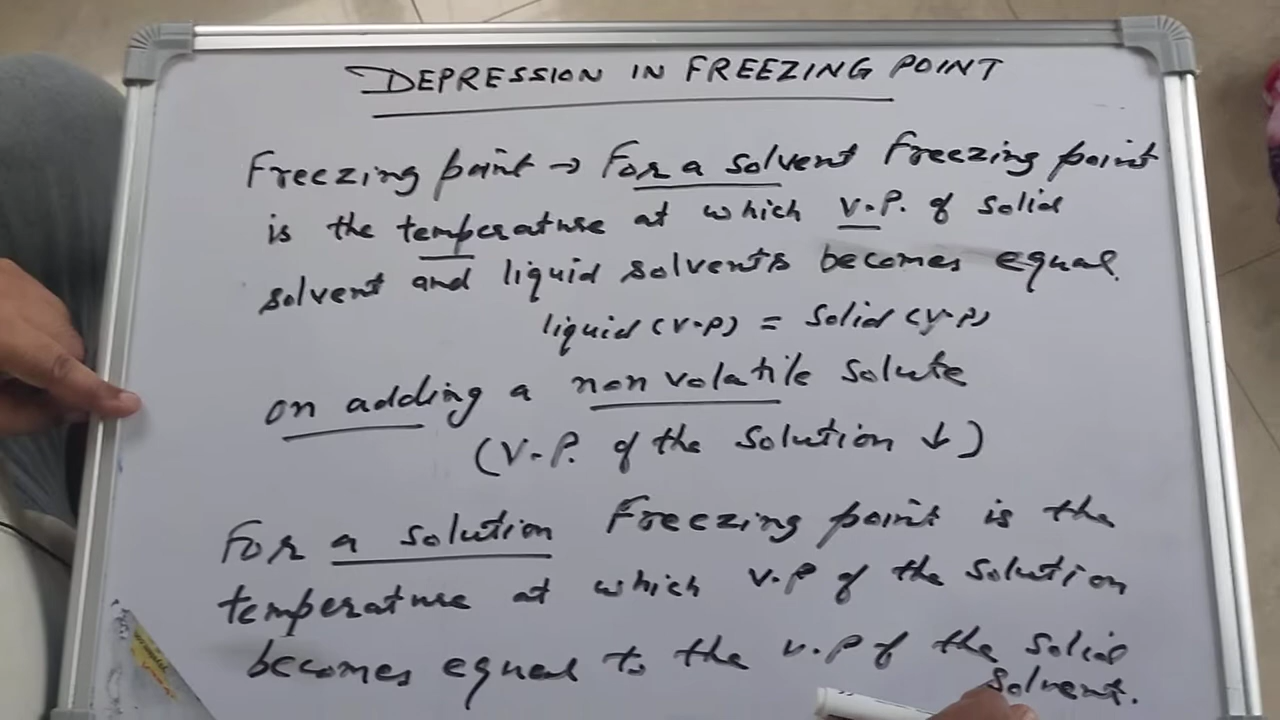 DEPRESSION IN FREEZING POINT
Freezing point → For a solvent Freezing point
is the temperature at which V.P. of solid
solvent and liquid solvents becomes equal.
liquid (V.P) = solid (V.P)
on adding a non volatile solute
(V.P. of the solution ↓)
For a solution Freezing point is the
temperature at which V.P of the solution
becomes equal to the V.P of the solid
solvent.